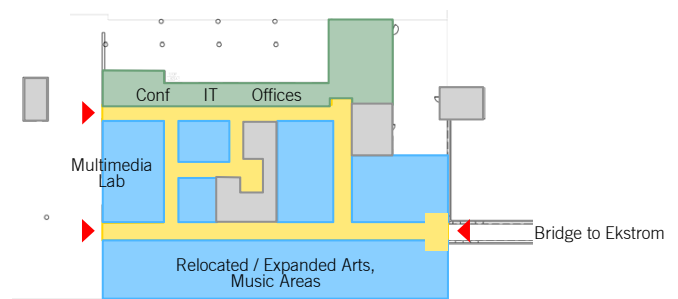 Conf IT Offices
Multimedia
Lab
Bridge to Ekstrom
Relocated / Expanded Arts,
Music Areas